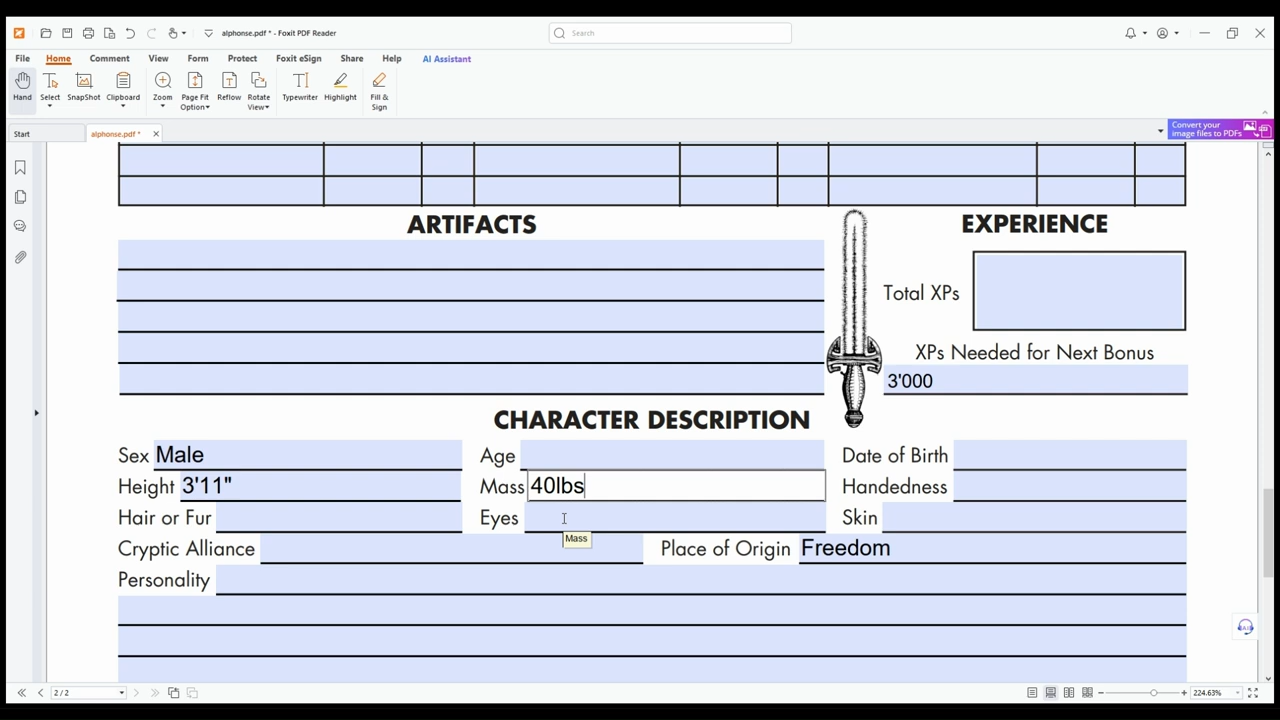 alphonse.pdf * - Foxit PDF Reader
Search
File Home Comment View Form Protect Foxit eSign Share Help AI Assistant
Hand Select SnapShot Clipboard Zoom Page Fit Option Reflow Rotate View Typewriter Highlight Fill & Sign
Start alphonse.pdf *
Convert your image files to PDFs
ARTIFACTS
EXPERIENCE
Total XPs
XPs Needed for Next Bonus
3'000
CHARACTER DESCRIPTION
Sex Male Age Date of Birth
Height 3'11" Mass 40lbs Handedness
Hair or Fur Eyes Skin
Mass
Cryptic Alliance Place of Origin Freedom
Personality
2 / 2
224.63%